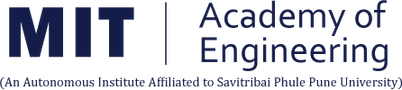 MIT
Academy of
Engineering
(An Autonomous Institute Affiliated to Savitribai Phule Pune University)